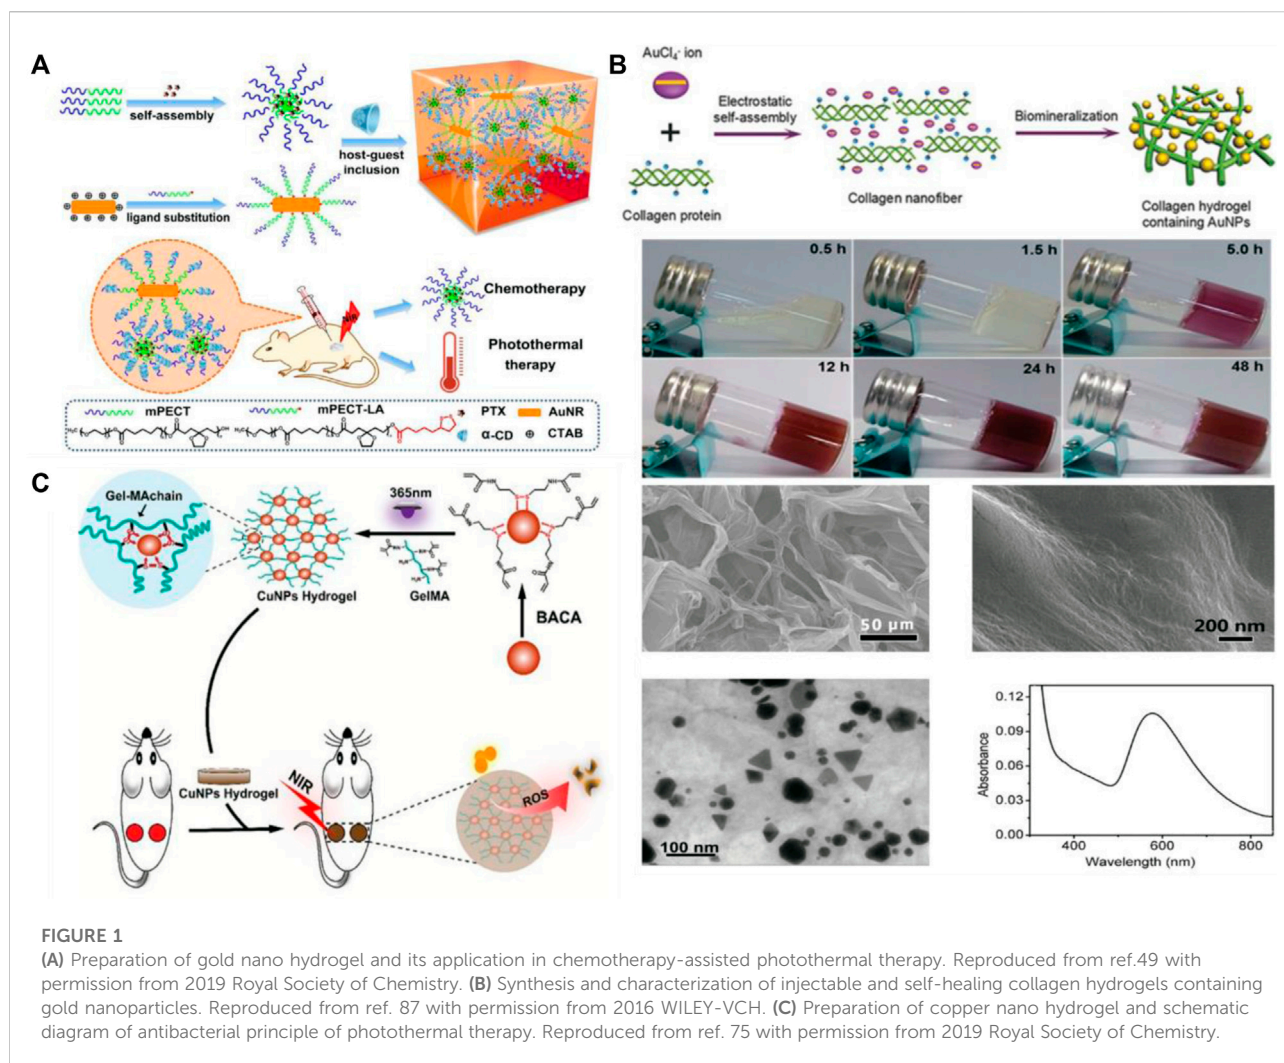 A
self-assembly
host-guest
inclusion
ligand substitution
NIR
Chemotherapy
Photothermal
therapy
mPECT
mPECT-LA
PTX
AuNR
α-CD
CTAB
B
AuCl₄⁻ ion
+
Collagen protein
Electrostatic
self-assembly
Collagen nanofiber
Biomineralization
Collagen hydrogel
containing AuNPs
0.5 h
1.5 h
5.0 h
12 h
24 h
48 h
50 µm
200 nm
100 nm
0.12
0.09
0.06
0.03
0.00
Absorbance
400
600
800
Wavelength (nm)
C
Gel-MAchain
CuNPs Hydrogel
365nm
GelMA
BACA
CuNPs Hydrogel
NIR
ROS
FIGURE 1
(A) Preparation of gold nano hydrogel and its application in chemotherapy-assisted photothermal therapy. Reproduced from ref.49 with
permission from 2019 Royal Society of Chemistry. (B) Synthesis and characterization of injectable and self-healing collagen hydrogels containing
gold nanoparticles. Reproduced from ref. 87 with permission from 2016 WILEY-VCH. (C) Preparation of copper nano hydrogel and schematic
diagram of antibacterial principle of photothermal therapy. Reproduced from ref. 75 with permission from 2019 Royal Society of Chemistry.